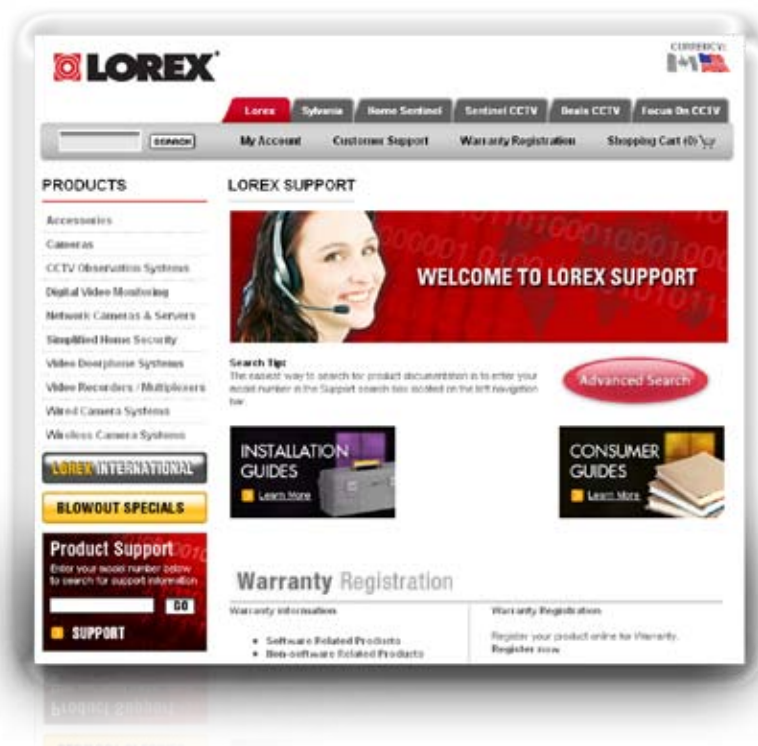 LOREX
CURRENCY:
Lorex
Sylvania
Home Sentinel
Sentinel CCTV
Deals CCTV
Focus On CCTV
SEARCH
My Account
Customer Support
Warranty Registration
Shopping Cart (0)
PRODUCTS
Accessories
Cameras
CCTV Observation Systems
Digital Video Monitoring
Network Cameras & Servers
Simplified Home Security
Video Doorphone Systems
Video Recorders / Multiplexers
Wired Camera Systems
Wireless Camera Systems
LOREX INTERNATIONAL
BLOWOUT SPECIALS
Product Support
Enter your model number below
to search for support information
GO
SUPPORT
LOREX SUPPORT
WELCOME TO LOREX SUPPORT
Search Tip:
The easiest way to search for product documentation is to enter your
model number in the Support search box located on the left navigation
bar.
Advanced Search
INSTALLATION
GUIDES
Learn More
CONSUMER
GUIDES
Learn More
Warranty Registration
Warranty information
Software Related Products
Non-software Related Products
Warranty Registration
Register your product online for Warranty.
Register now